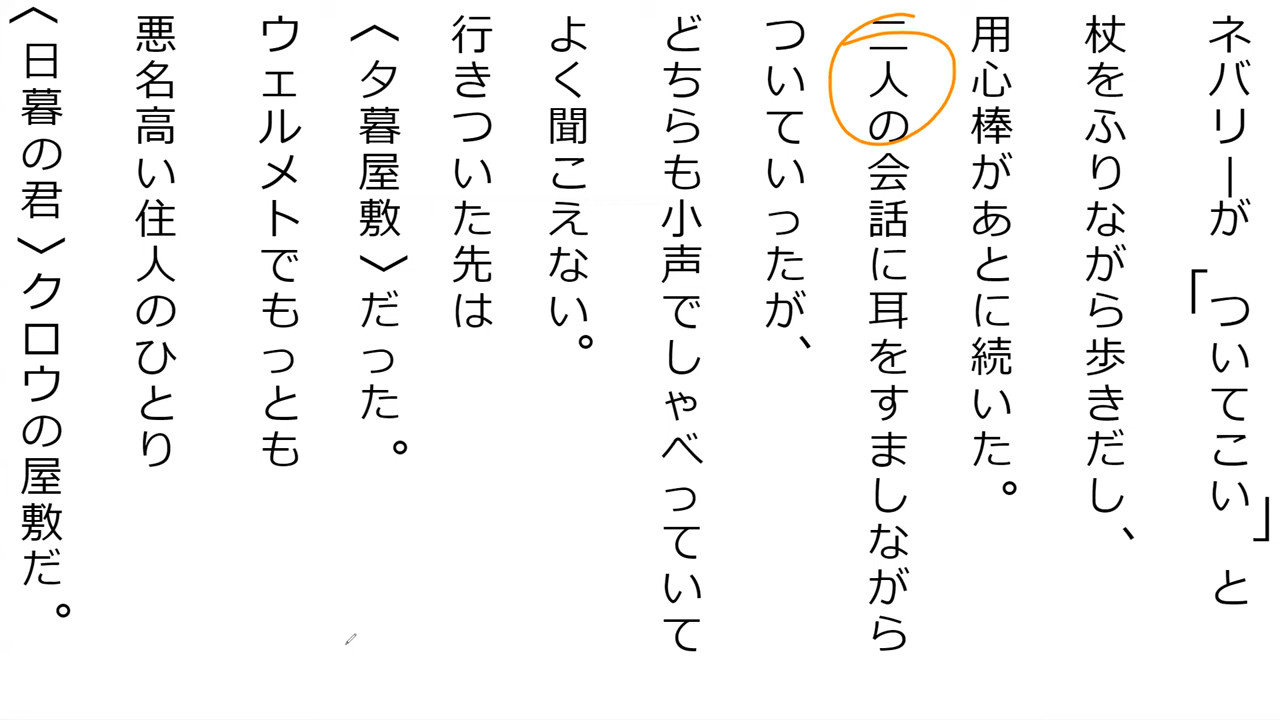 ネバリーが「ついてこい」と
杖をふりながら歩きだし、
用心棒があとに続いた。
二人の会話に耳をすましながら
ついていったが、
どちらも小声でしゃべっていて
よく聞こえない。
行きついた先は
〈夕暮屋敷〉だった。
ウェルメトでもっとも
悪名高い住人のひとり
〈日暮の君〉クロウの屋敷だ。